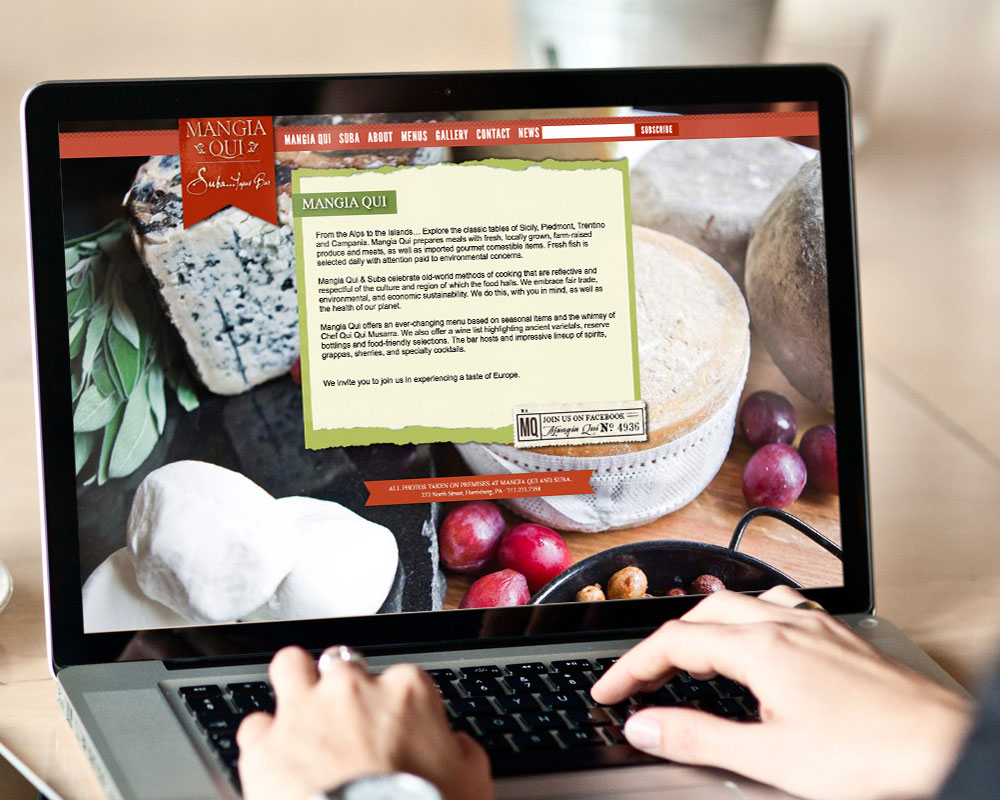 MANGIA
QUI
Suba...Tapas Bar
MANGIA QUI SUBA ABOUT MENUS GALLERY CONTACT NEWS SUBSCRIBE
MANGIA QUI
From the Alps to the Islands... Explore the classic tables of Sicily, Piedmont, Trentino
and Campania. Mangia Qui prepares meals with fresh, locally grown, farm-raised
produce and meats, as well as imported gourmet comestible items. Fresh fish is
selected daily with attention paid to environmental concerns.
Mangia Qui & Suba celebrate old-world methods of cooking that are reflective and
respectful of the culture and region of which the food hails. We embrace fair trade,
environmental, and economic sustainability. We do this, with you in mind, as well as
the health of our planet.
Mangia Qui offers an ever-changing menu based on seasonal items and the whimsy of
Chef Qui Qui Musarra. We also offer a wine list highlighting ancient varietals, reserve
bottlings and food-friendly selections. The bar hosts and impressive lineup of spirits,
grappas, sherries, and specialty cocktails.
We invite you to join us in experiencing a taste of Europe.
MQ
JOIN US ON FACEBOOK
Mangia Qui Nº 4936
ALL PHOTOS TAKEN ON PREMISES AT MANGIA QUI AND SUBA.
272 North Street, Harrisburg, PA 717.233.7358